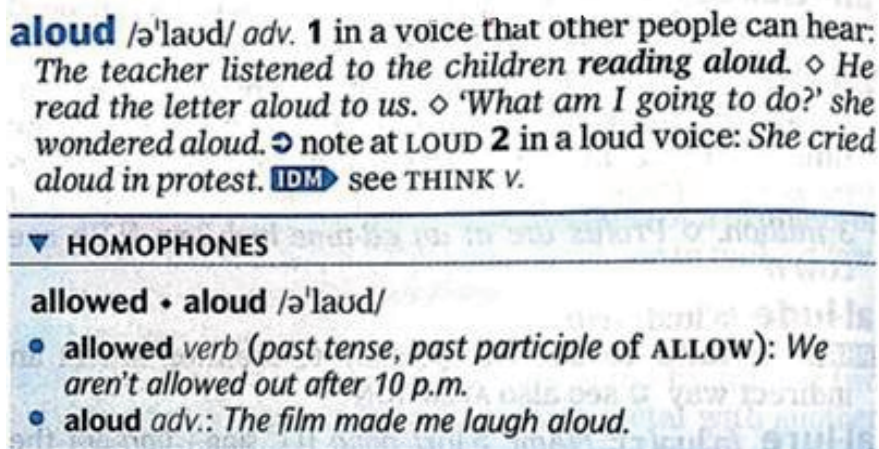 aloud /əˈlaʊd/ adv. 1 in a voice that other people can hear:
The teacher listened to the children reading aloud. ◇ He
read the letter aloud to us. ◇ ‘What am I going to do?’ she
wondered aloud. ➲ note at LOUD 2 in a loud voice: She cried
aloud in protest. IDM see THINK v.
▼ HOMOPHONES
allowed • aloud /əˈlaʊd/
• allowed verb (past tense, past participle of ALLOW): We
aren't allowed out after 10 p.m.
• aloud adv.: The film made me laugh aloud.